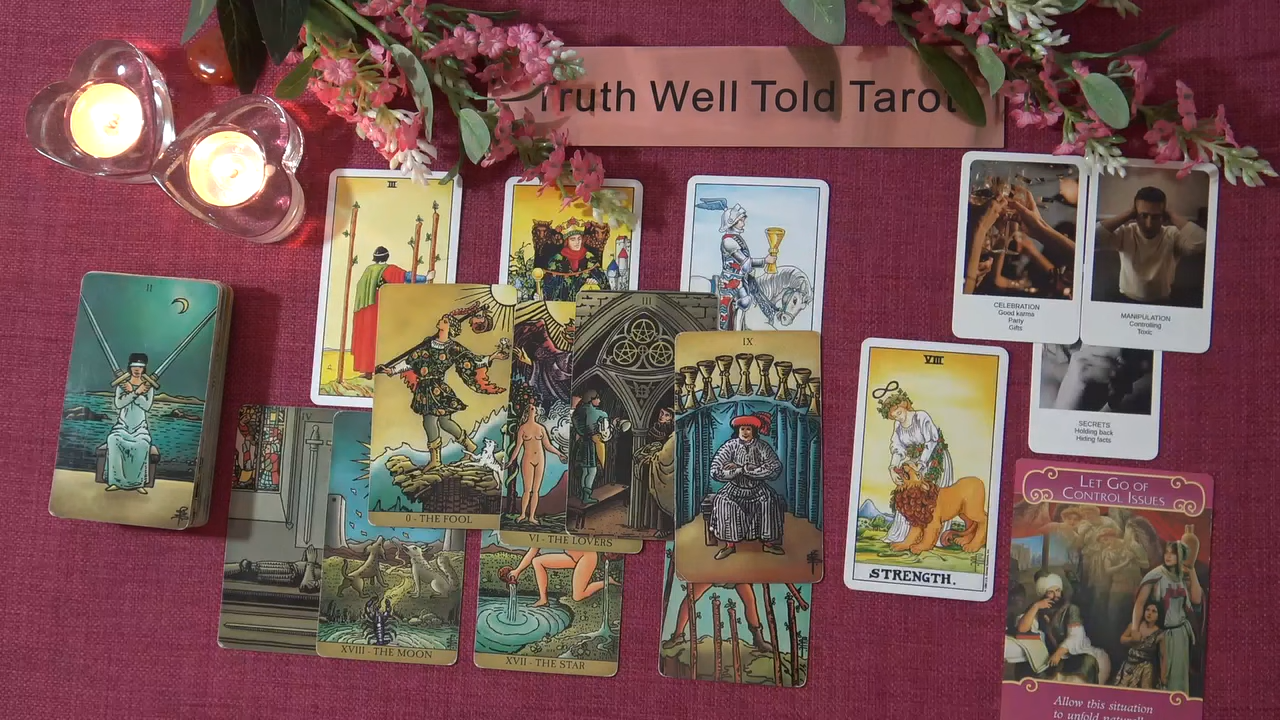 Truth Well Told Tarot
III
CELEBRATION
Good karma
Party
Gifts
MANIPULATION
Controlling
Toxic
II
III
IX
VIII
SECRETS
Holding back
Hiding facts
LET GO OF
CONTROL ISSUES
0 - THE FOOL
VI - THE LOVERS
STRENGTH.
XVIII - THE MOON
XVII - THE STAR
Allow this situation
to unfold naturally